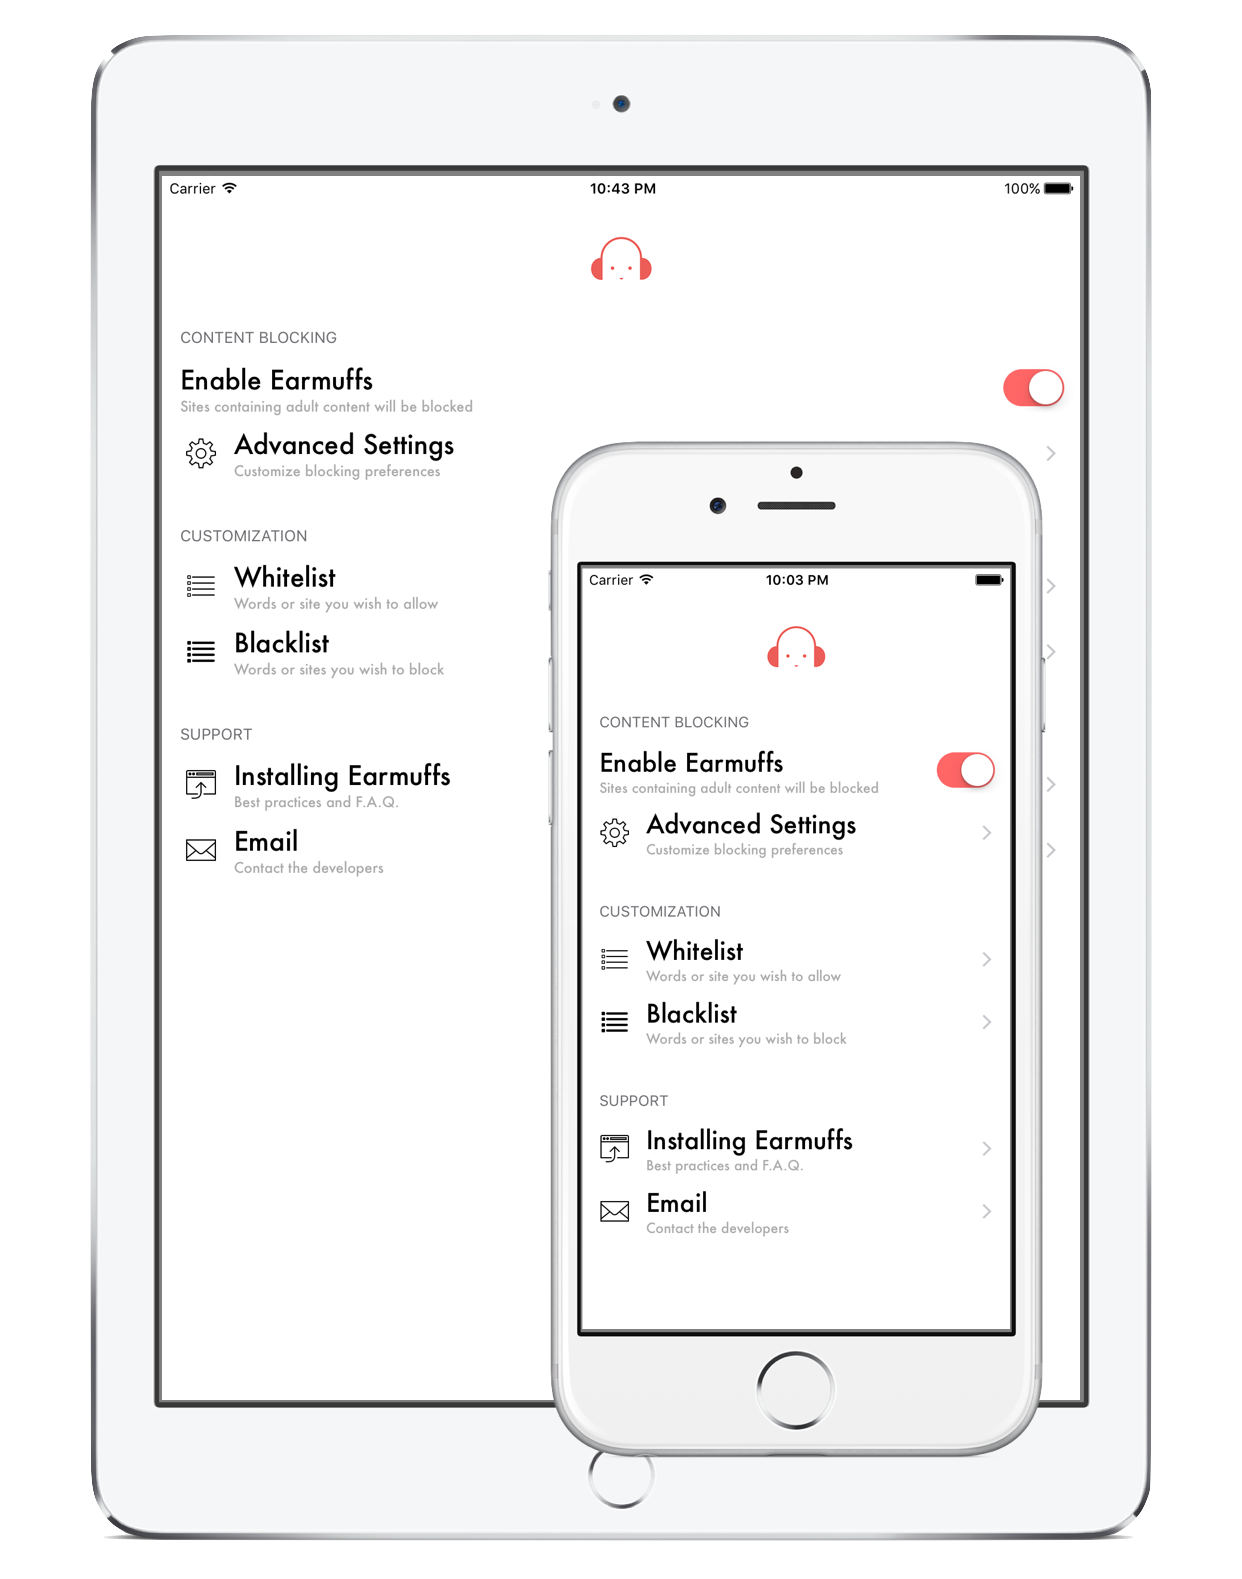 Carrier
10:43 PM
100%
CONTENT BLOCKING
Enable Earmuffs
Sites containing adult content will be blocked
Advanced Settings
Customize blocking preferences
CUSTOMIZATION
Whitelist
Words or site you wish to allow
Blacklist
Words or sites you wish to block
SUPPORT
Installing Earmuffs
Best practices and F.A.Q.
Email
Contact the developers
Carrier
10:03 PM
CONTENT BLOCKING
Enable Earmuffs
Sites containing adult content will be blocked
Advanced Settings
Customize blocking preferences
CUSTOMIZATION
Whitelist
Words or site you wish to allow
Blacklist
Words or sites you wish to block
SUPPORT
Installing Earmuffs
Best practices and F.A.Q.
Email
Contact the developers